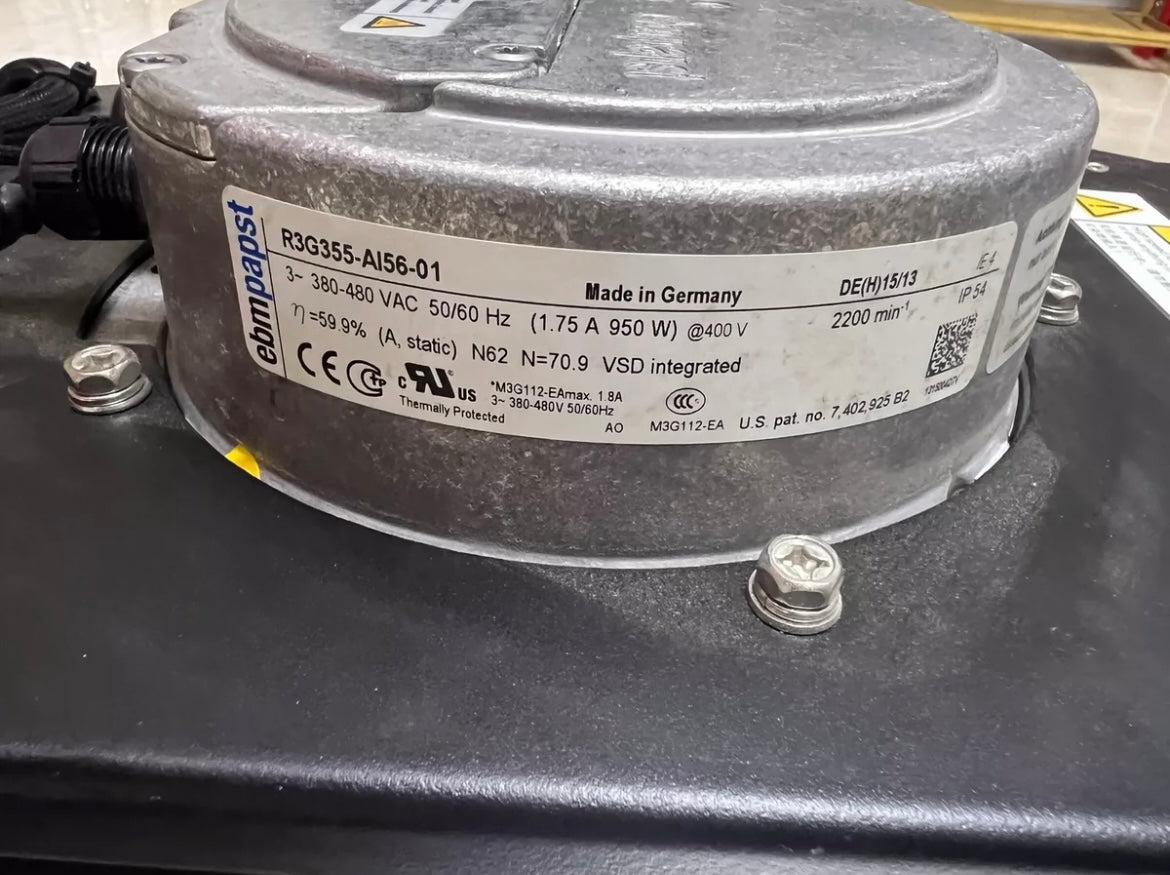 ebmpapst
R3G355-AI56-01
Made in Germany
DE(H)15/13
IE 4
3~ 380-480 VAC 50/60 Hz (1.75 A 950 W) @400 V
2200 min⁻¹
IP 54
η=59.9% (A, static) N62 N=70.9 VSD integrated
CE CCC
c RU US
*M3G112-EAmax. 1.8A
3~ 380-480V 50/60Hz
Thermally Protected
AO M3G112-EA U.S. pat. no. 7,402,925 B2